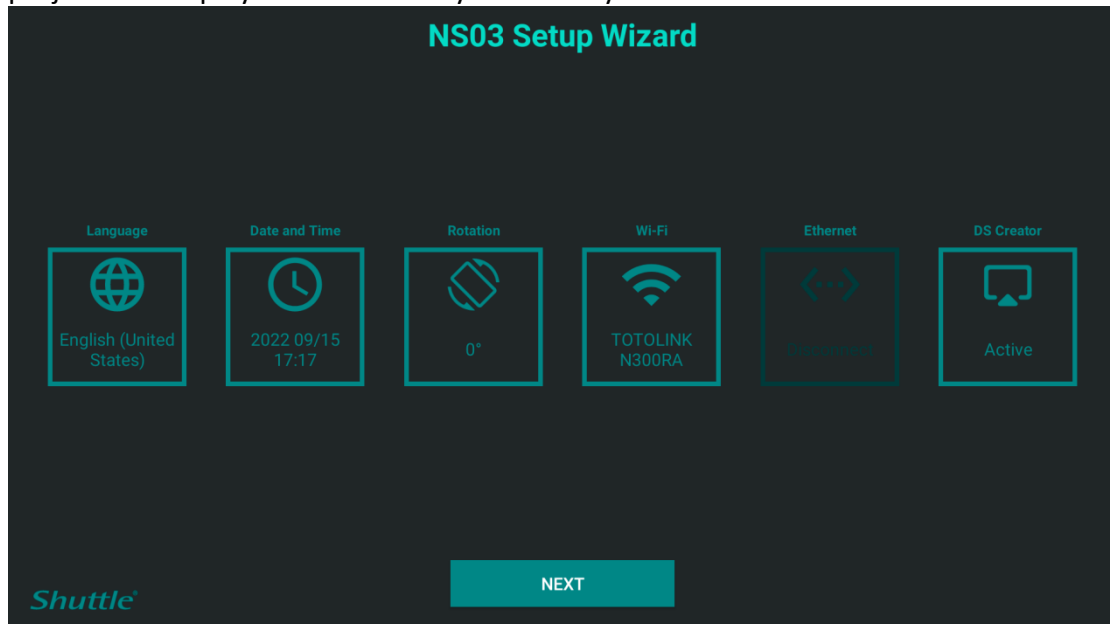 NS03 Setup Wizard
Language
Date and Time
Rotation
Wi-Fi
Ethernet
DS Creator
English (United
States)
2022 09/15
17:17
0°
TOTOLINK
N300RA
Active
NEXT
Shuttle®